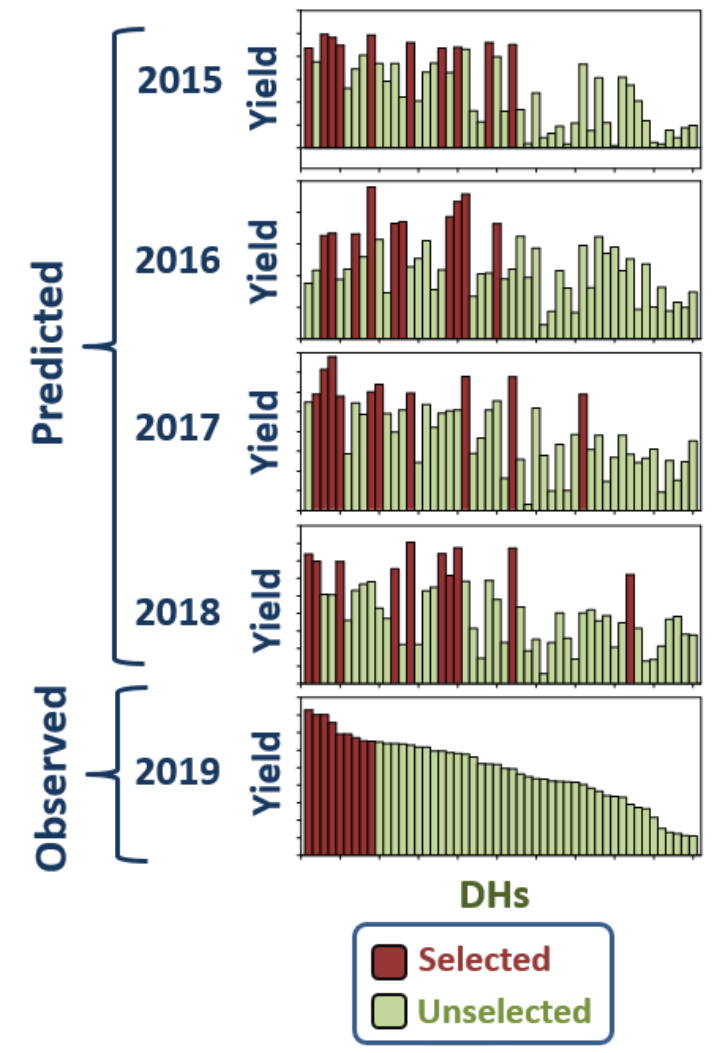 Predicted
2015
Yield
2016
Yield
2017
Yield
2018
Yield
Observed
2019
Yield
DHs
Selected
Unselected